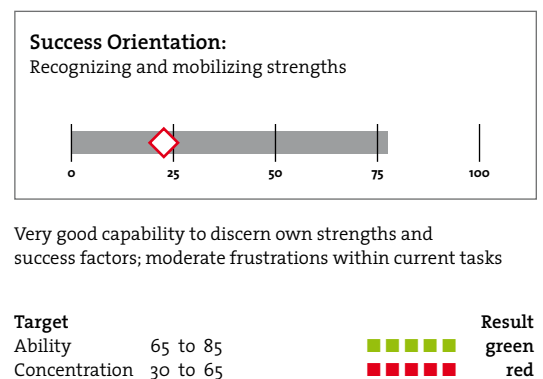 Success Orientation:
Recognizing and mobilizing strengths
0 25 50 75 100
Very good capability to discern own strengths and
success factors; moderate frustrations within current tasks
Target Result
Ability 65 to 85 green
Concentration 30 to 65 red